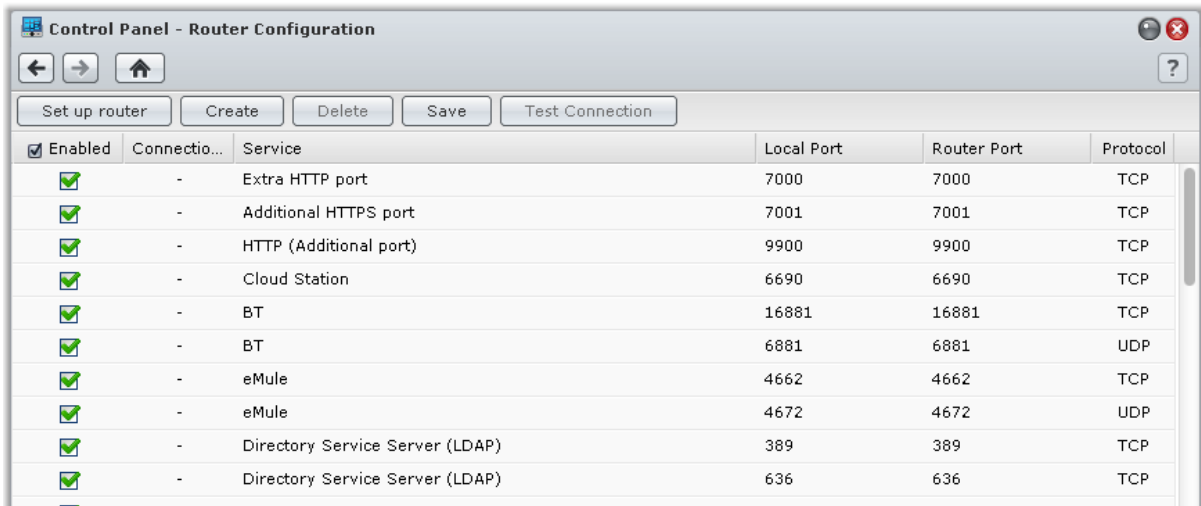 Control Panel - Router Configuration
?
Set up router Create Delete Save Test Connection
Enabled Connectio... Service Local Port Router Port Protocol
- Extra HTTP port 7000 7000 TCP
- Additional HTTPS port 7001 7001 TCP
- HTTP (Additional port) 9900 9900 TCP
- Cloud Station 6690 6690 TCP
- BT 16881 16881 TCP
- BT 6881 6881 UDP
- eMule 4662 4662 TCP
- eMule 4672 4672 UDP
- Directory Service Server (LDAP) 389 389 TCP
- Directory Service Server (LDAP) 636 636 TCP